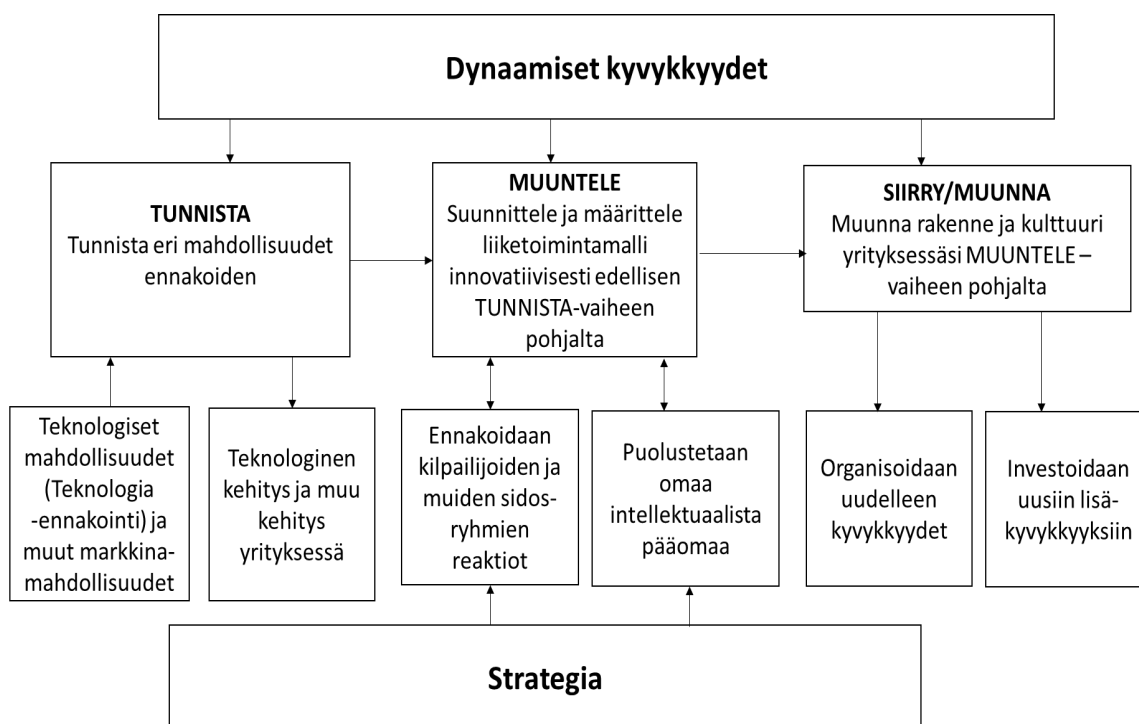 Dynaamiset kyvykkyydet
TUNNISTA
Tunnista eri mahdollisuudet
ennakoiden
MUUNTELE
Suunnittele ja määrittele
liiketoimintamalli
innovatiivisesti edellisen
TUNNISTA-vaiheen
pohjalta
SIIRRY/MUUNNA
Muunna rakenne ja kulttuuri
yrityksessäsi MUUNTELE –
vaiheen pohjalta
Teknologiset
mahdollisuudet
(Teknologia
-ennakointi) ja
muut markkina-
mahdollisuudet
Teknologinen
kehitys ja muu
kehitys
yrityksessä
Ennakoidaan
kilpailijoiden ja
muiden sidos-
ryhmien
reaktiot
Puolustetaan
omaa
intellektuaalista
pääomaa
Organisoidaan
uudelleen
kyvykkyydet
Investoidaan
uusiin lisä-
kyvykkyyksiin
Strategia